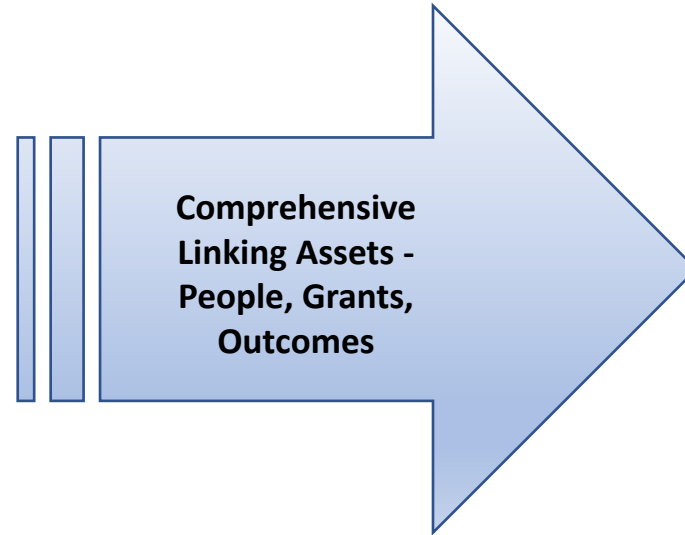 Comprehensive
Linking Assets -
People, Grants,
Outcomes